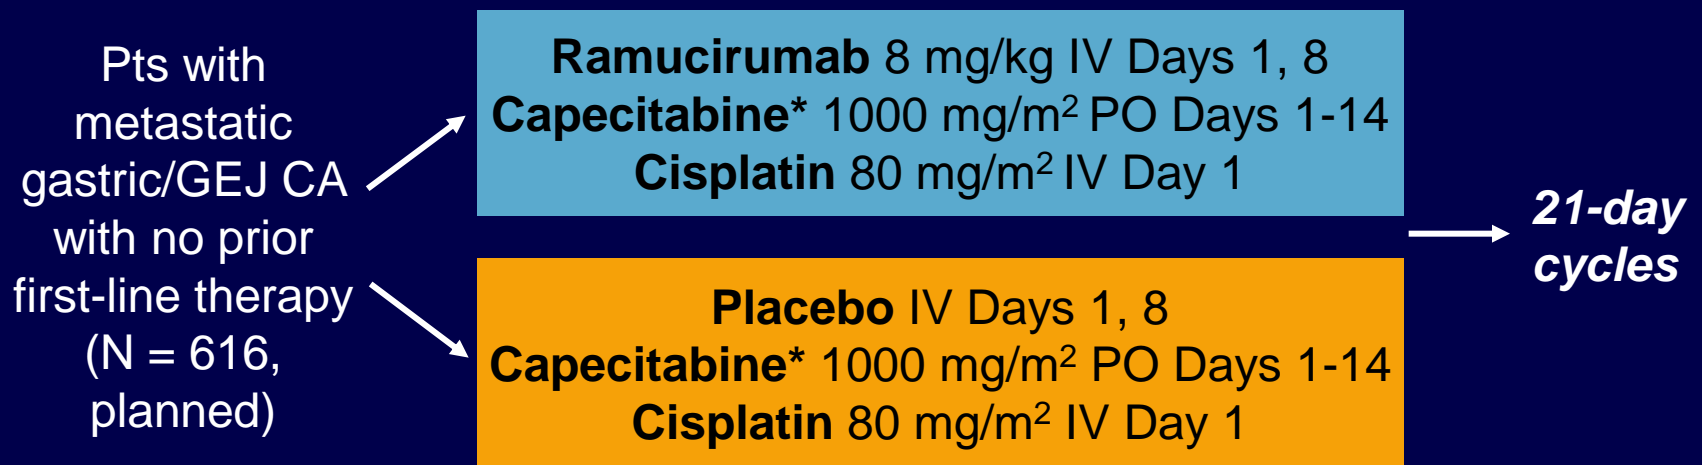 Pts with
metastatic
gastric/GEJ CA
with no prior
first-line therapy
(N = 616,
planned)
Ramucirumab 8 mg/kg IV Days 1, 8
Capecitabine* 1000 mg/m² PO Days 1-14
Cisplatin 80 mg/m² IV Day 1
Placebo IV Days 1, 8
Capecitabine* 1000 mg/m² PO Days 1-14
Cisplatin 80 mg/m² IV Day 1
21-day
cycles